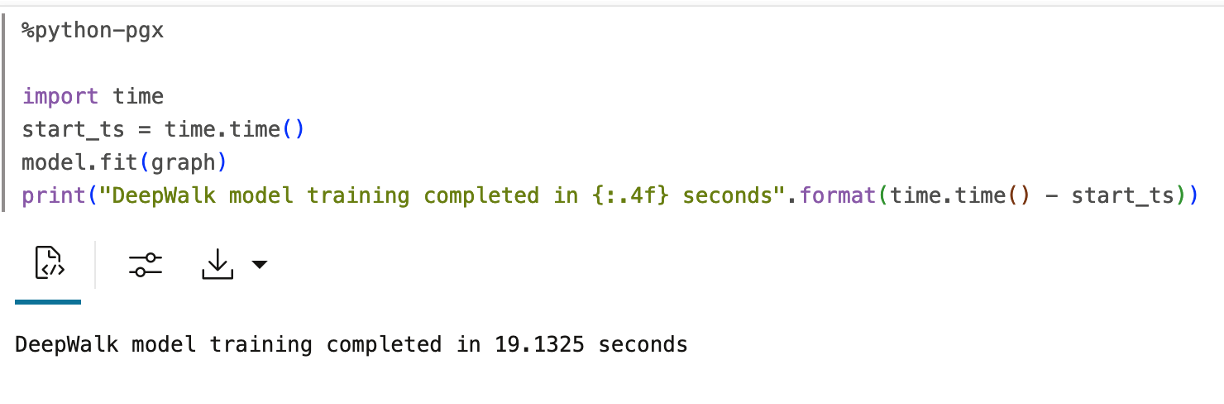 %python-pgx
import time
start_ts = time.time()
model.fit(graph)
print("DeepWalk model training completed in {:.4f} seconds".format(time.time() - start_ts))
</>
DeepWalk model training completed in 19.1325 seconds